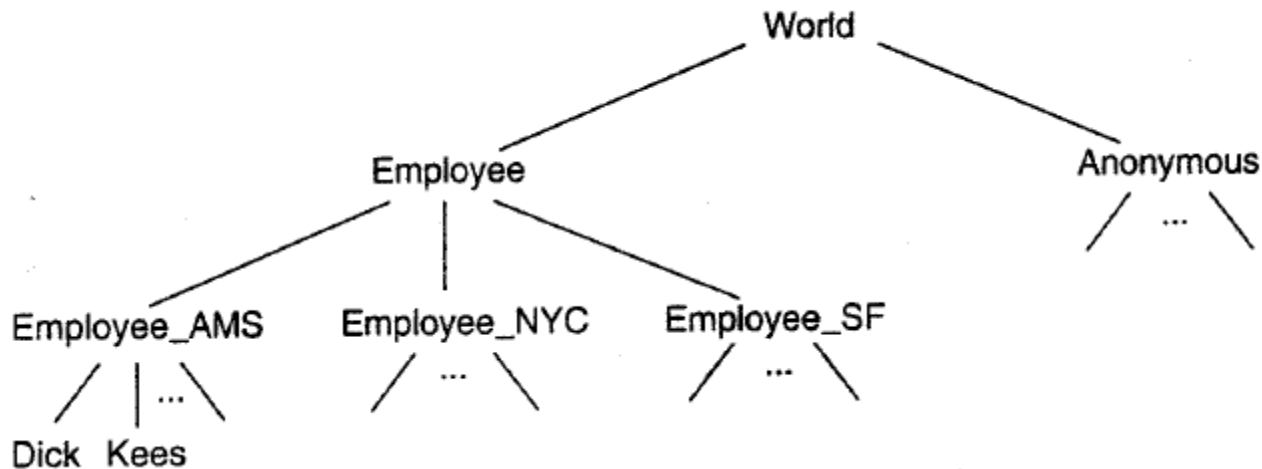 World
Employee
Anonymous
...
Employee_AMS
Employee_NYC
Employee_SF
...
...
...
Dick
Kees